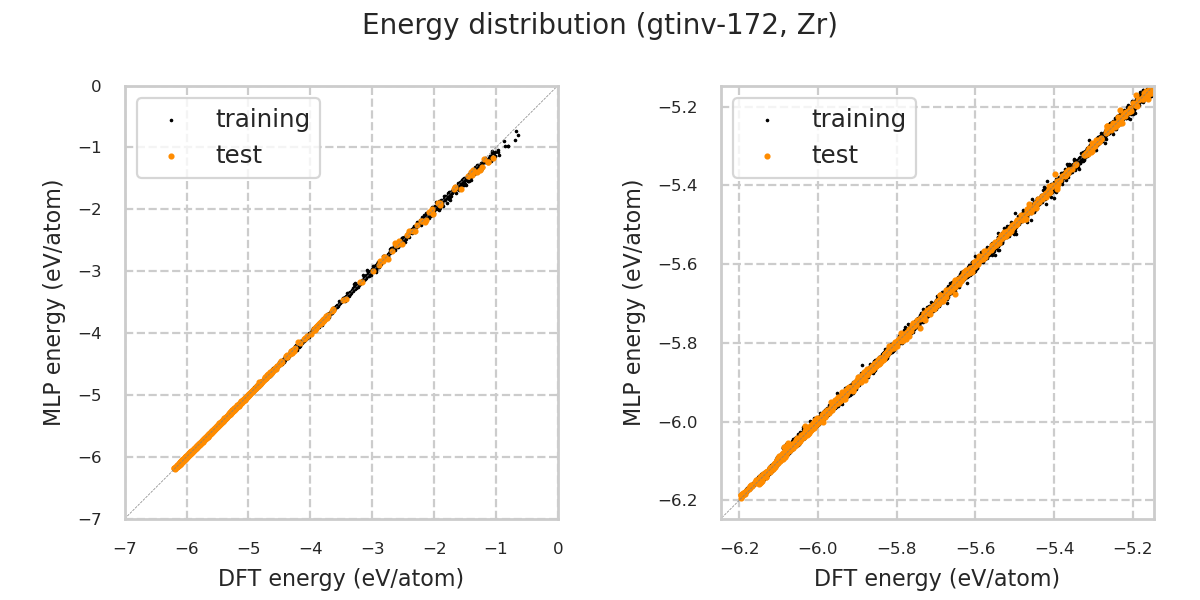 Energy distribution (gtinv-172, Zr)
training
test
0
−1
−2
−3
−4
−5
−6
−7
MLP energy (eV/atom)
−7 −6 −5 −4 −3 −2 −1 0
DFT energy (eV/atom)
training
test
−5.2
−5.4
−5.6
−5.8
−6.0
−6.2
MLP energy (eV/atom)
−6.2 −6.0 −5.8 −5.6 −5.4 −5.2
DFT energy (eV/atom)